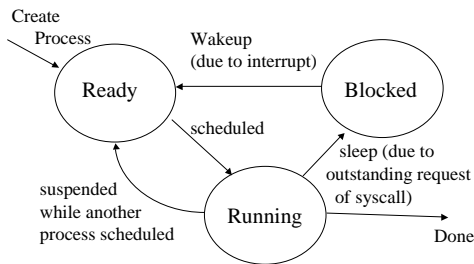 Create
Process
Wakeup
(due to interrupt)
Ready
Blocked
scheduled
sleep (due to
outstanding request
of syscall)
suspended
while another
process scheduled
Running
Done